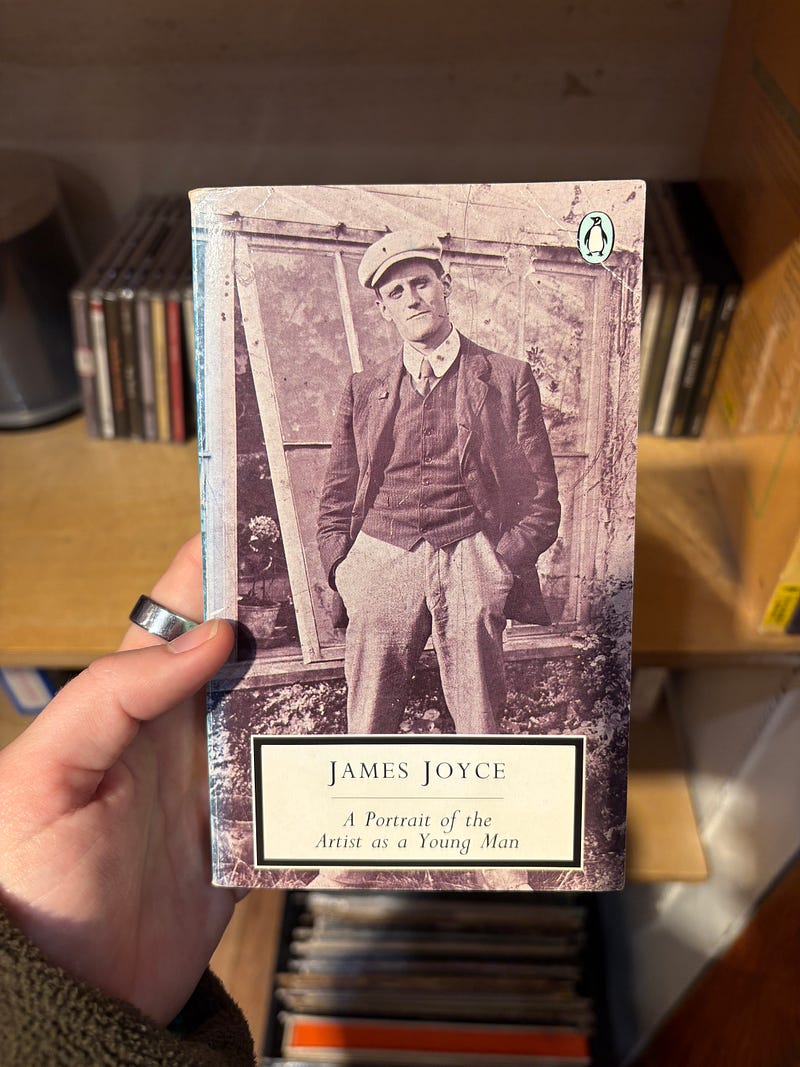 JAMES JOYCE
A Portrait of the
Artist as a Young Man